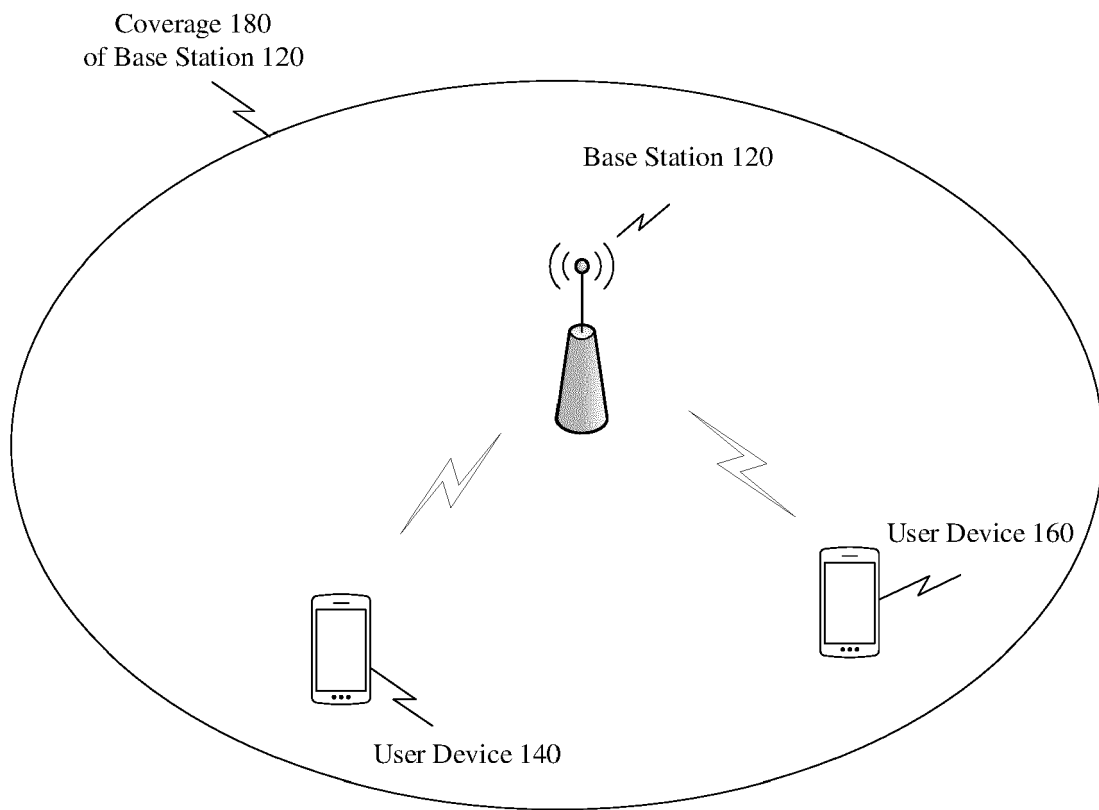 Coverage 180
of Base Station 120
Base Station 120
User Device 160
User Device 140